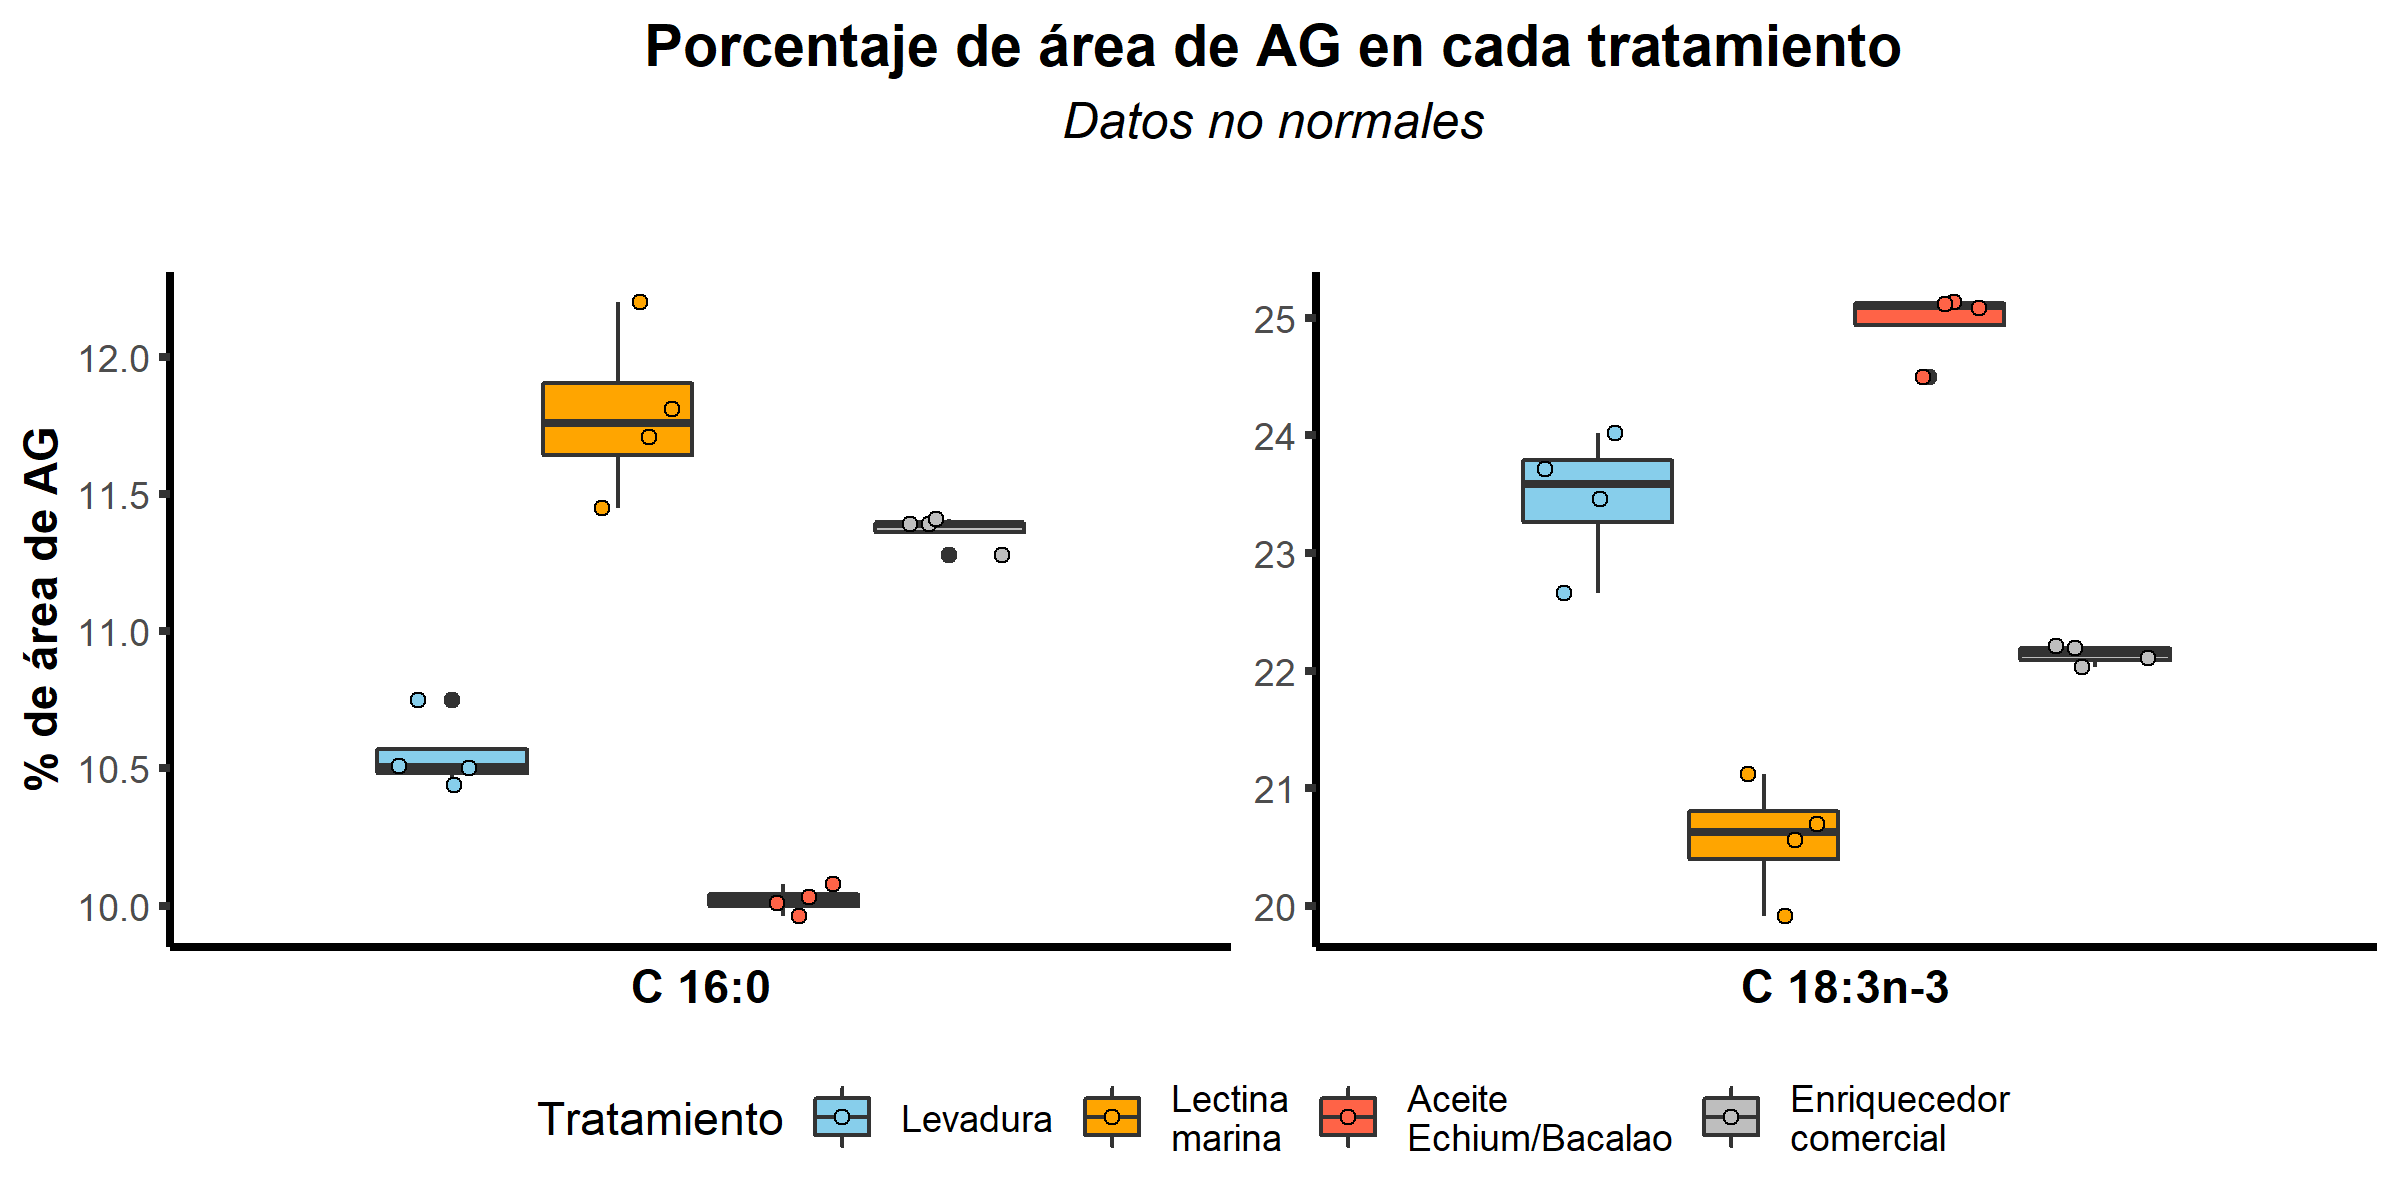 Porcentaje de área de AG en cada tratamiento
Datos no normales
% de área de AG
12.0
11.5
11.0
10.5
10.0
C 16:0
25
24
23
22
21
20
C 18:3n-3
Tratamiento
Levadura
Lectina
marina
Aceite
Echium/Bacalao
Enriquecedor
comercial